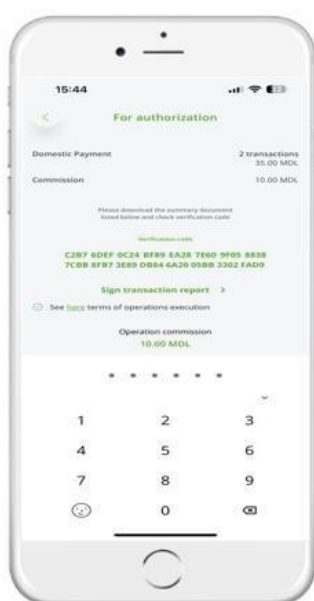 15:44
For authorization
Domestic Payment 2 transactions
35.00 MDL
Commission 10.00 MDL
Please download the summary document
listed below and check verification code
Verification code
C2B7 6DEF 0C24 BF89 EA28 7E60 9F05 8838
7CBB 8FB7 3E89 DB64 6A20 05BB 3302 FAD9
Sign transaction report >
See here terms of operations execution
Operation commission
10.00 MDL
1 2 3
4 5 6
7 8 9
0